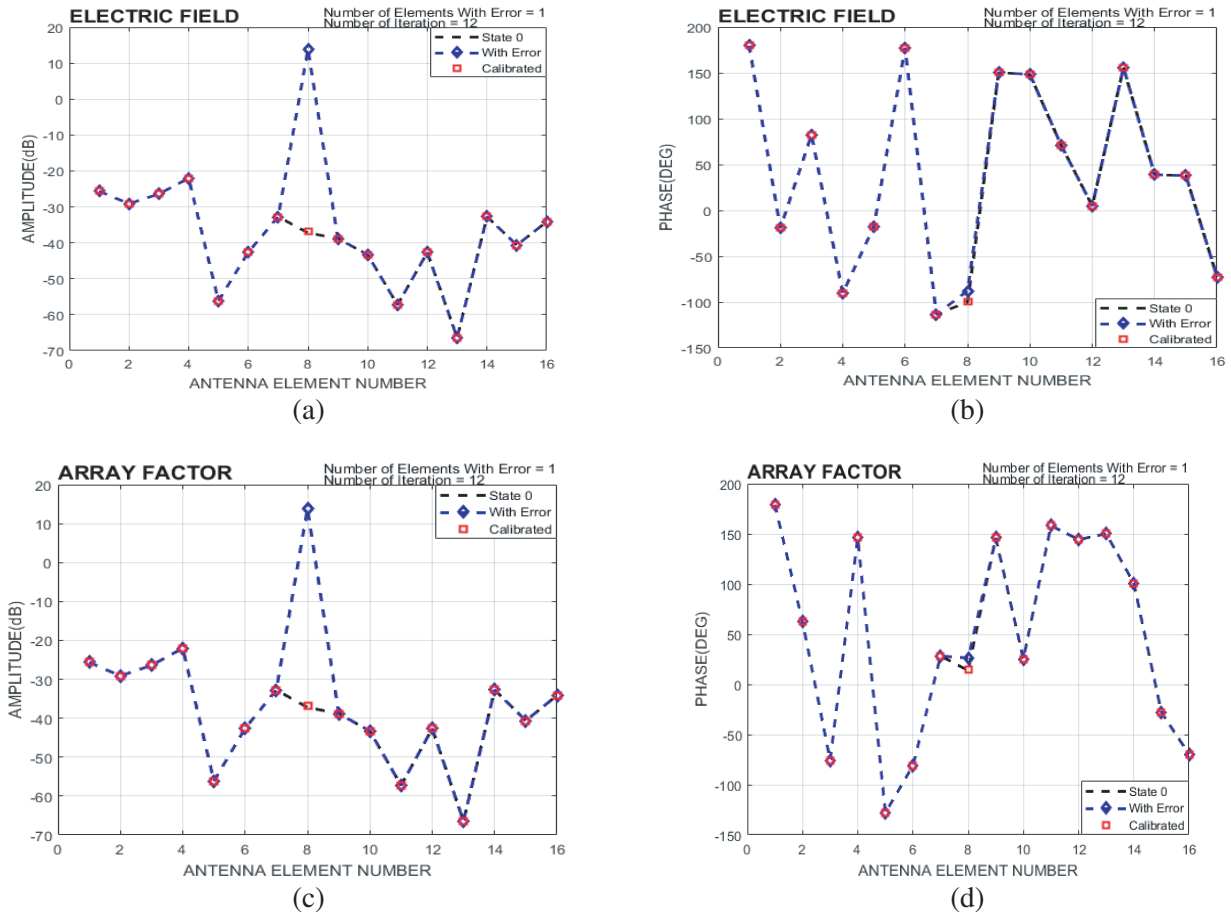 ELECTRIC FIELD
Number of Elements With Error = 1
Number of Iteration = 12
20
10
0
-10
-20
-30
-40
-50
-60
-70
AMPLITUDE(dB)
State 0
With Error
Calibrated
0 2 4 6 8 10 12 14 16
ANTENNA ELEMENT NUMBER
(a)
ELECTRIC FIELD
Number of Elements With Error = 1
Number of Iteration = 12
200
150
100
50
0
-50
-100
-150
PHASE(DEG)
State 0
With Error
Calibrated
0 2 4 6 8 10 12 14 16
ANTENNA ELEMENT NUMBER
(b)
ARRAY FACTOR
Number of Elements With Error = 1
Number of Iteration = 12
20
10
0
-10
-20
-30
-40
-50
-60
-70
AMPLITUDE(dB)
State 0
With Error
Calibrated
0 2 4 6 8 10 12 14 16
ANTENNA ELEMENT NUMBER
(c)
ARRAY FACTOR
Number of Elements With Error = 1
Number of Iteration = 12
200
150
100
50
0
-50
-100
-150
PHASE(DEG)
State 0
With Error
Calibrated
0 2 4 6 8 10 12 14 16
ANTENNA ELEMENT NUMBER
(d)